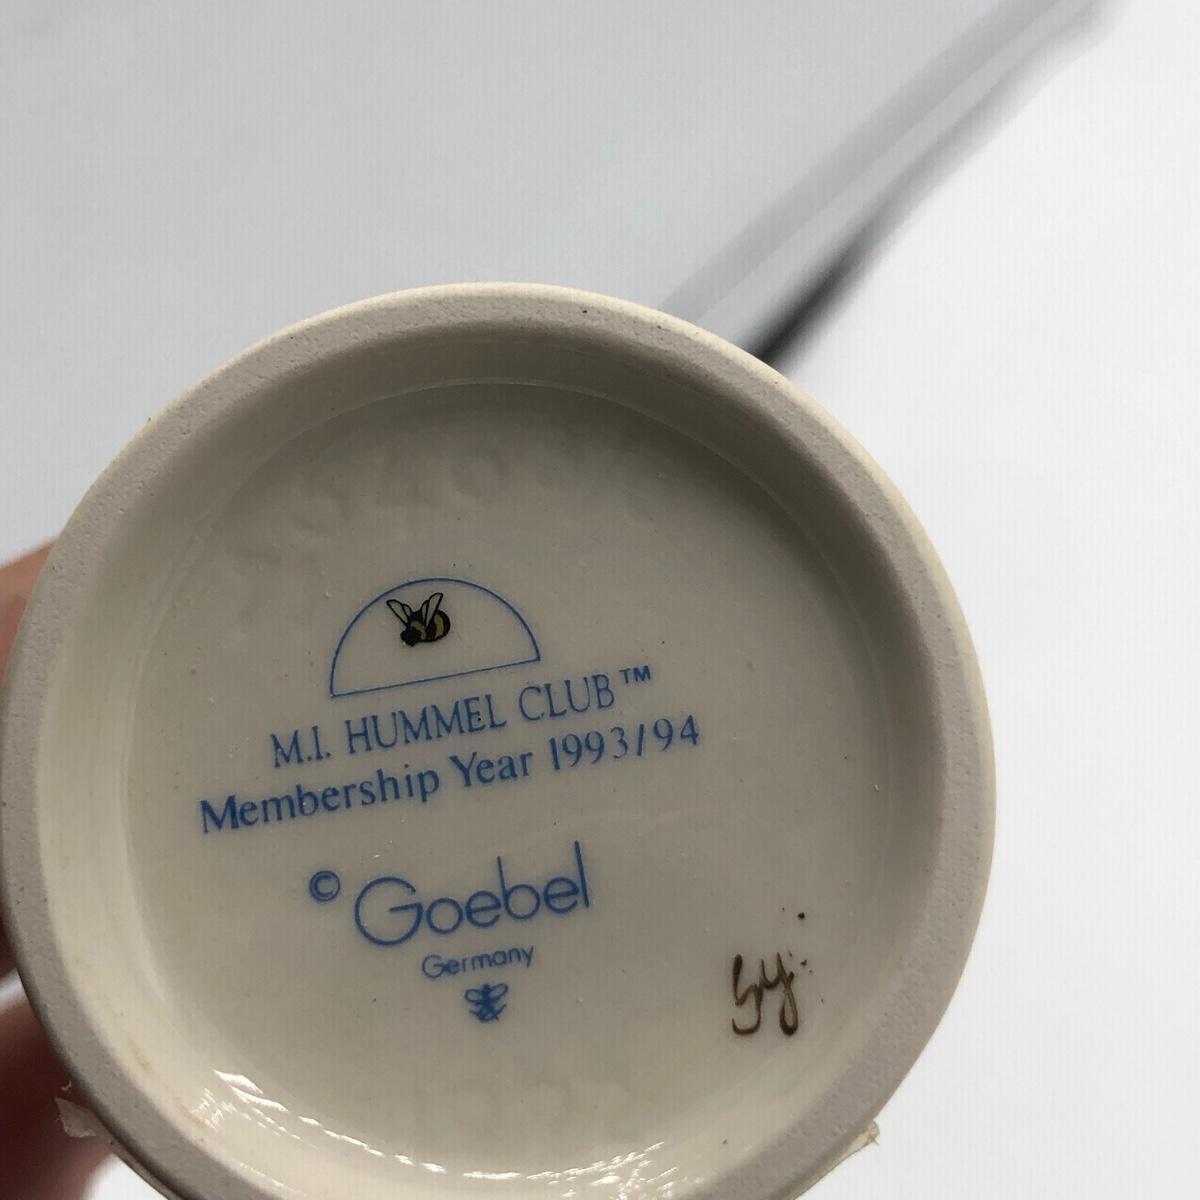 M.I. HUMMEL CLUB™
Membership Year 1993/94
© Goebel
Germany